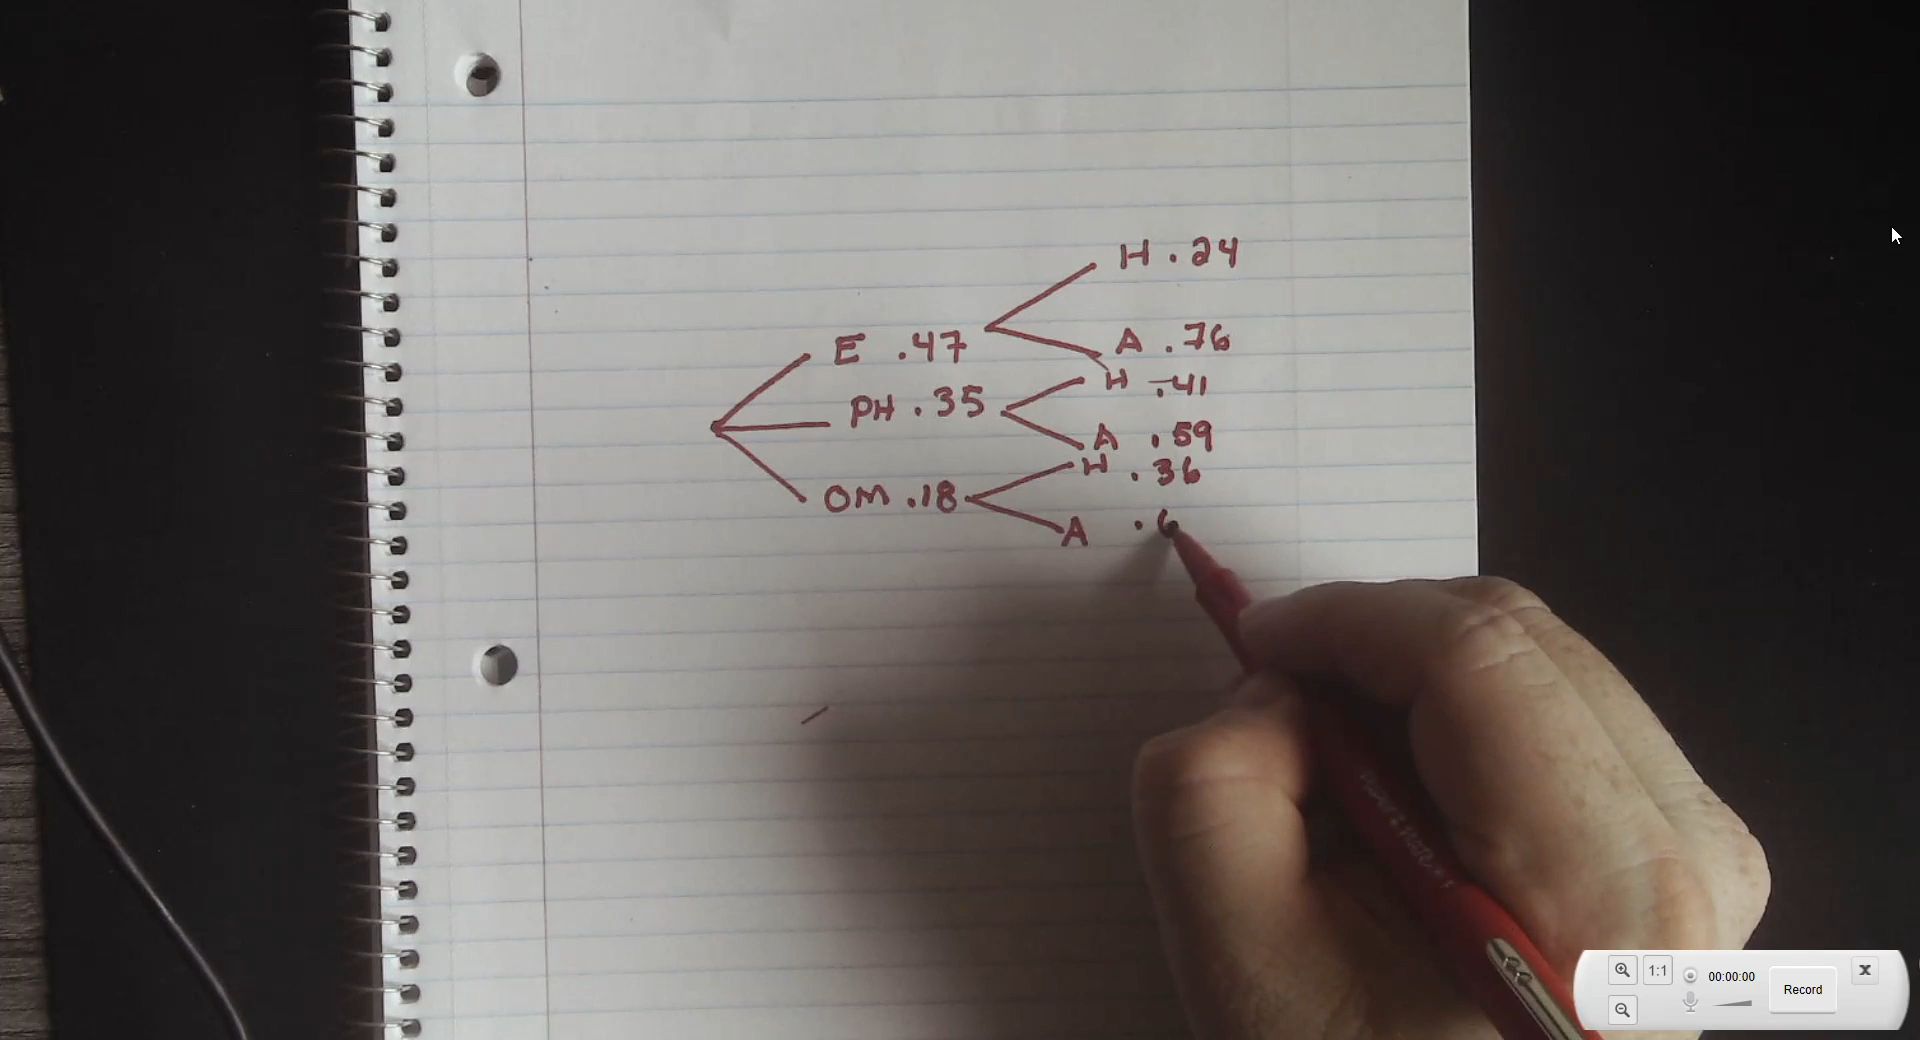 H .24
E .47
A .76
H .41
PH .35
A .59
H .36
OM .18
A .6
1:1
00:00:00
Record